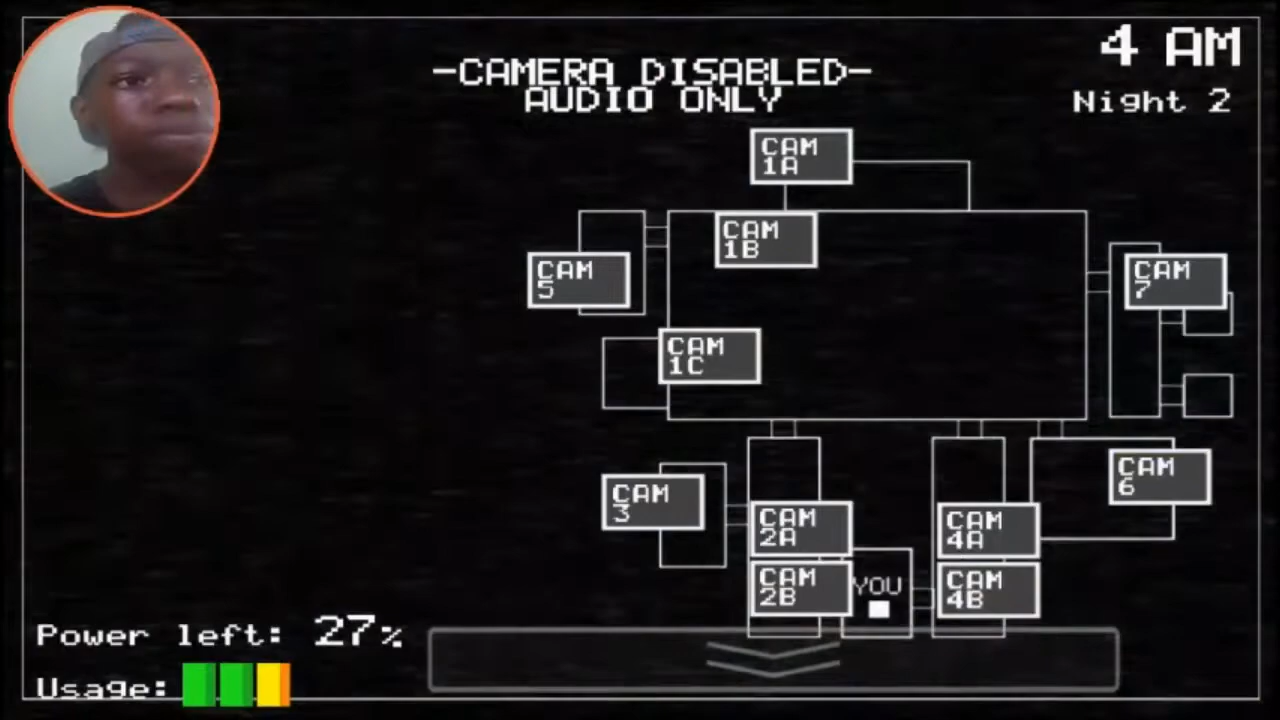 4 AM
-CAMERA DISABLED-
AUDIO ONLY
Night 2
CAM
1A
CAM
1B
CAM
5
CAM
7
CAM
1C
CAM
6
CAM
3
CAM
2A
CAM
4A
CAM
2B
YOU
CAM
4B
Power left: 27%
Usage: